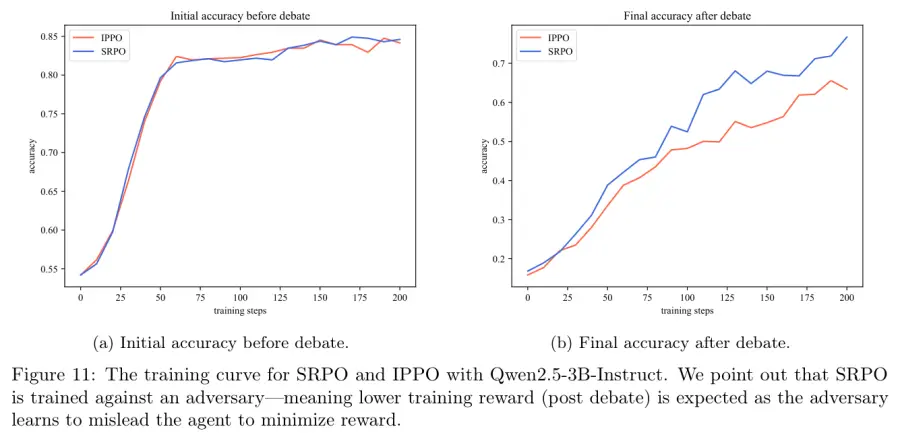 Initial accuracy before debate
IPPO
SRPO
0.85
0.80
0.75
0.70
0.65
0.60
0.55
accuracy
0 25 50 75 100 125 150 175 200
training steps
(a) Initial accuracy before debate.
Final accuracy after debate
IPPO
SRPO
0.7
0.6
0.5
0.4
0.3
0.2
accuracy
0 25 50 75 100 125 150 175 200
training steps
(b) Final accuracy after debate.
Figure 11: The training curve for SRPO and IPPO with Qwen2.5-3B-Instruct. We point out that SRPO
is trained against an adversary—meaning lower training reward (post debate) is expected as the adversary
learns to mislead the agent to minimize reward.